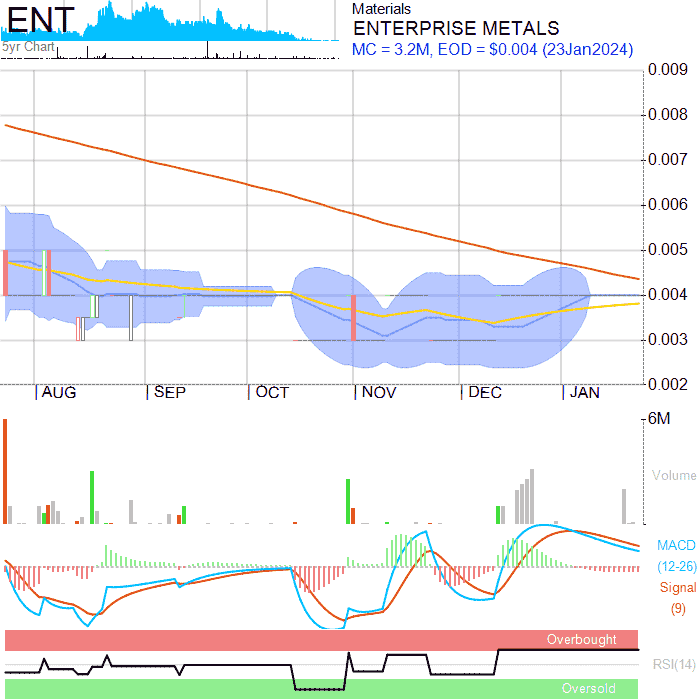 ENT
5yr Chart
Materials
ENTERPRISE METALS
MC = 3.2M, EOD = $0.004 (23Jan2024)
0.009
0.008
0.007
0.006
0.005
0.004
0.003
0.002
AUG SEP OCT NOV DEC JAN
6M
Volume
MACD
(12-26)
Signal
(9)
Overbought
RSI(14)
Oversold